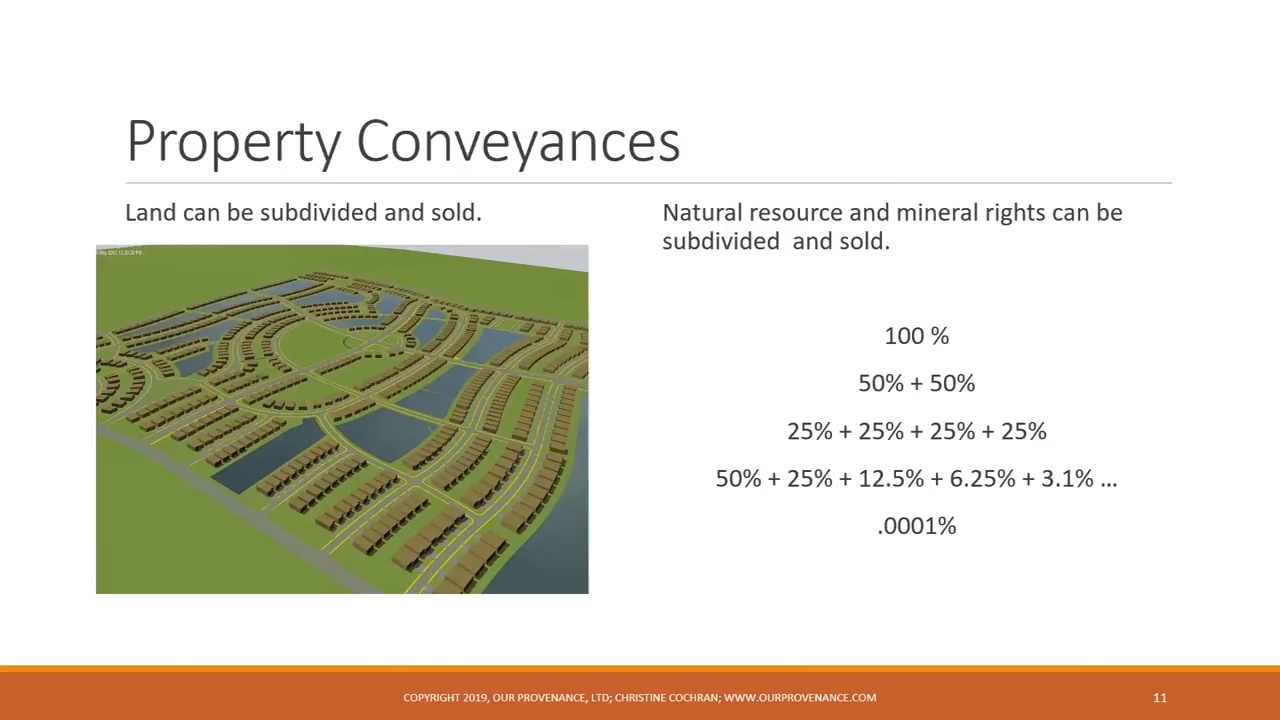 Property Conveyances
Land can be subdivided and sold.
Natural resource and mineral rights can be
subdivided  and sold.
100 %
50% + 50%
25% + 25% + 25% + 25%
50% + 25% + 12.5% + 6.25% + 3.1% …
.0001%
COPYRIGHT 2019, OUR PROVENANCE, LTD; CHRISTINE COCHRAN; WWW.OURPROVENANCE.COM
11